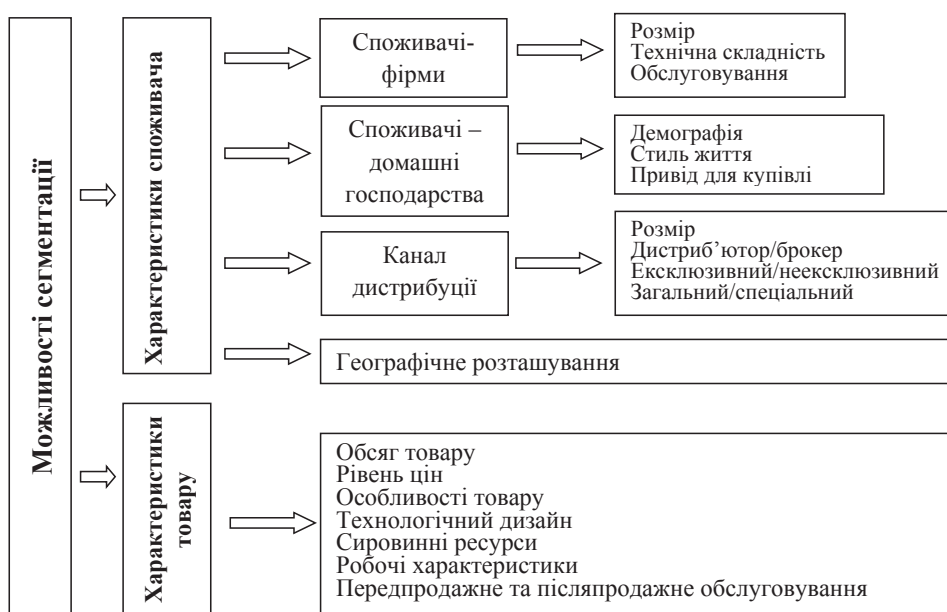 Можливості сегментації
Характеристики споживача
Споживачі-
фірми
Розмір
Технічна складність
Обслуговування
Споживачі –
домашні
господарства
Демографія
Стиль життя
Привід для купівлі
Канал
дистрибуції
Розмір
Дистриб’ютор/брокер
Ексклюзивний/неексклюзивний
Загальний/спеціальний
Географічне розташування
Характеристики
товару
Обсяг товару
Рівень цін
Особливості товару
Технологічний дизайн
Сировинні ресурси
Робочі характеристики
Передпродажне та післяпродажне обслуговування